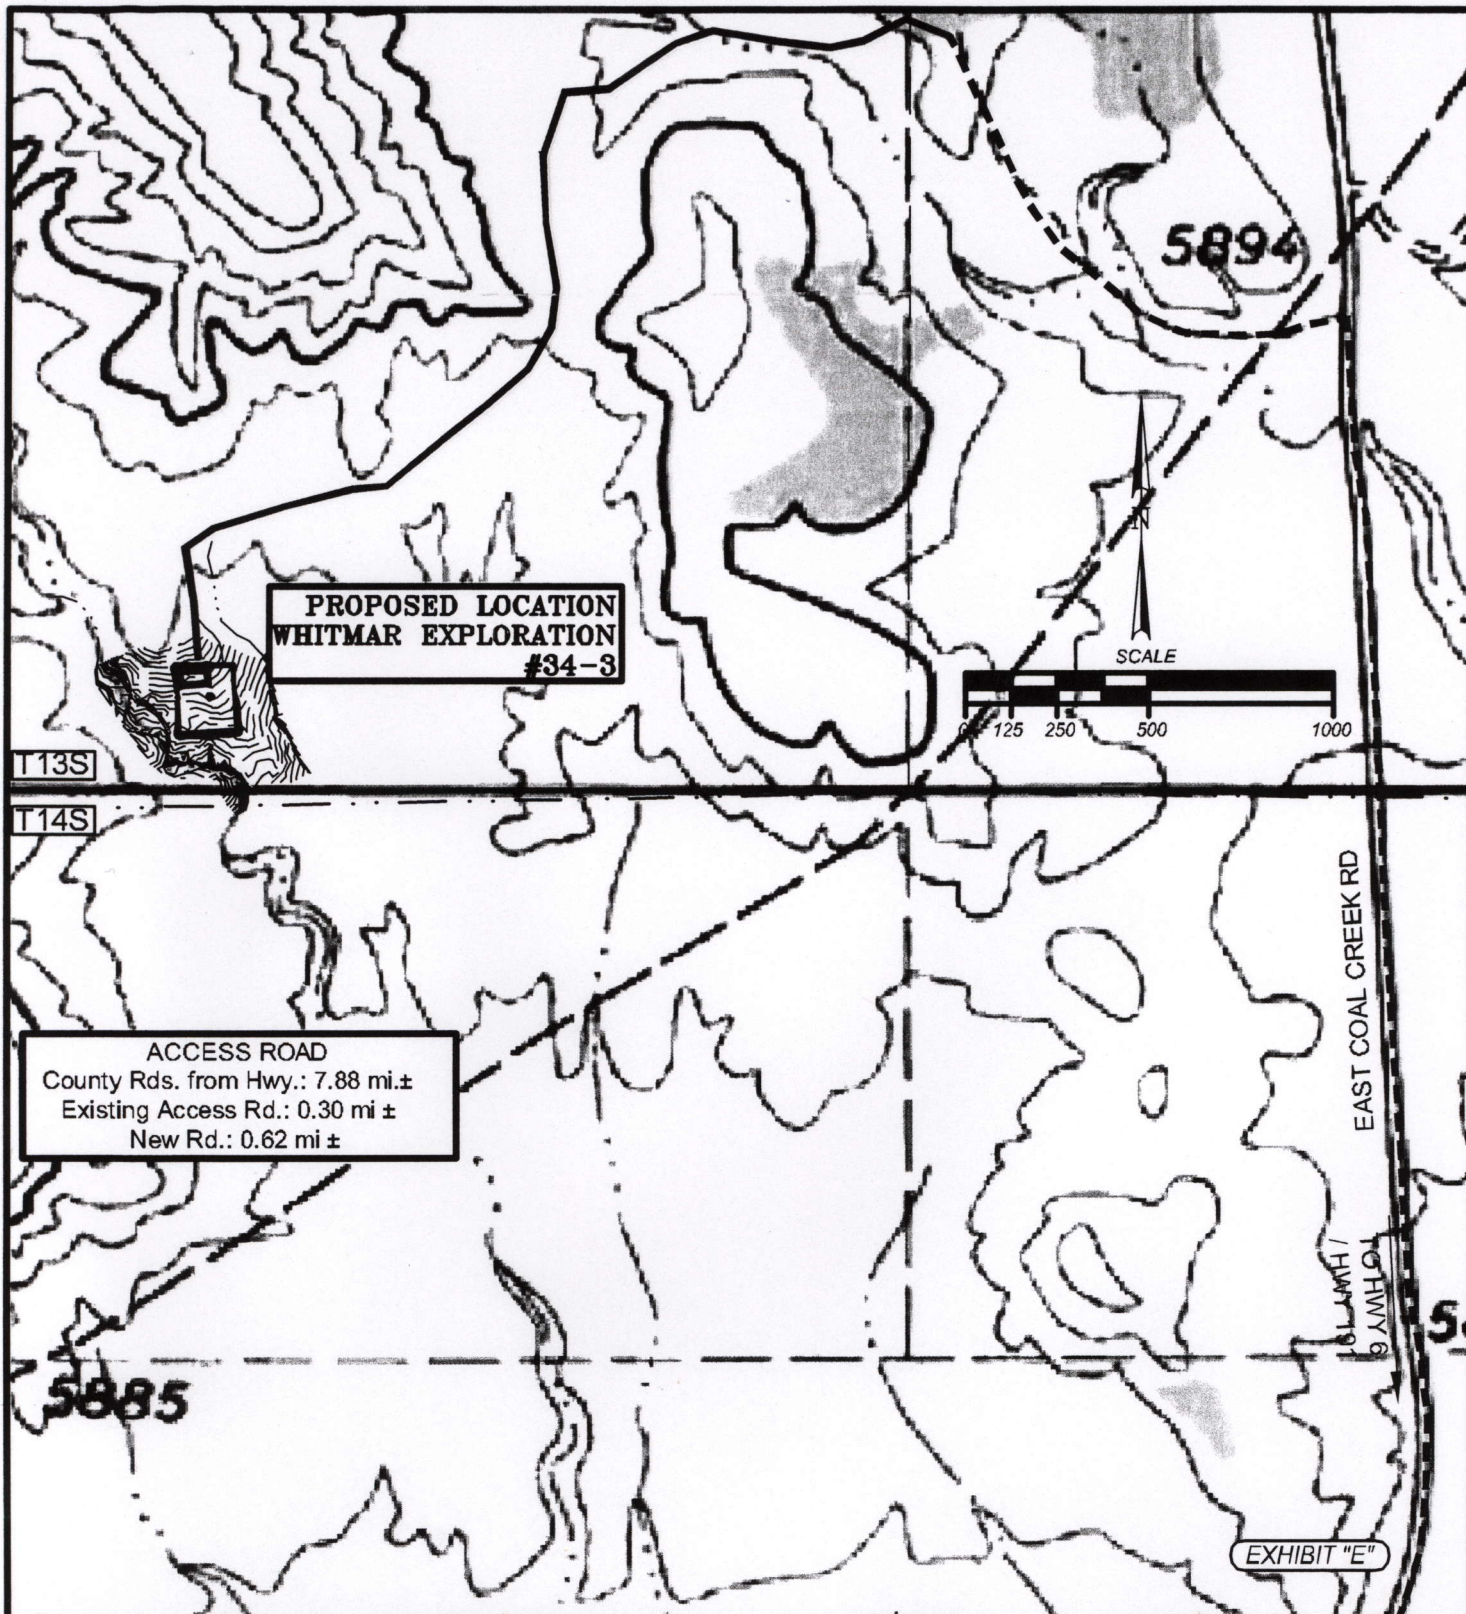 5894
N
PROPOSED LOCATION
WHITMAR EXPLORATION
#34-3
SCALE
0 125 250 500 1000
T13S
T14S
EAST COAL CREEK RD
ACCESS ROAD
County Rds. from Hwy.: 7.88 mi.±
Existing Access Rd.: 0.30 mi ±
New Rd.: 0.62 mi ±
TO HWY 6
/ HWY 191
5885
EXHIBIT "E"